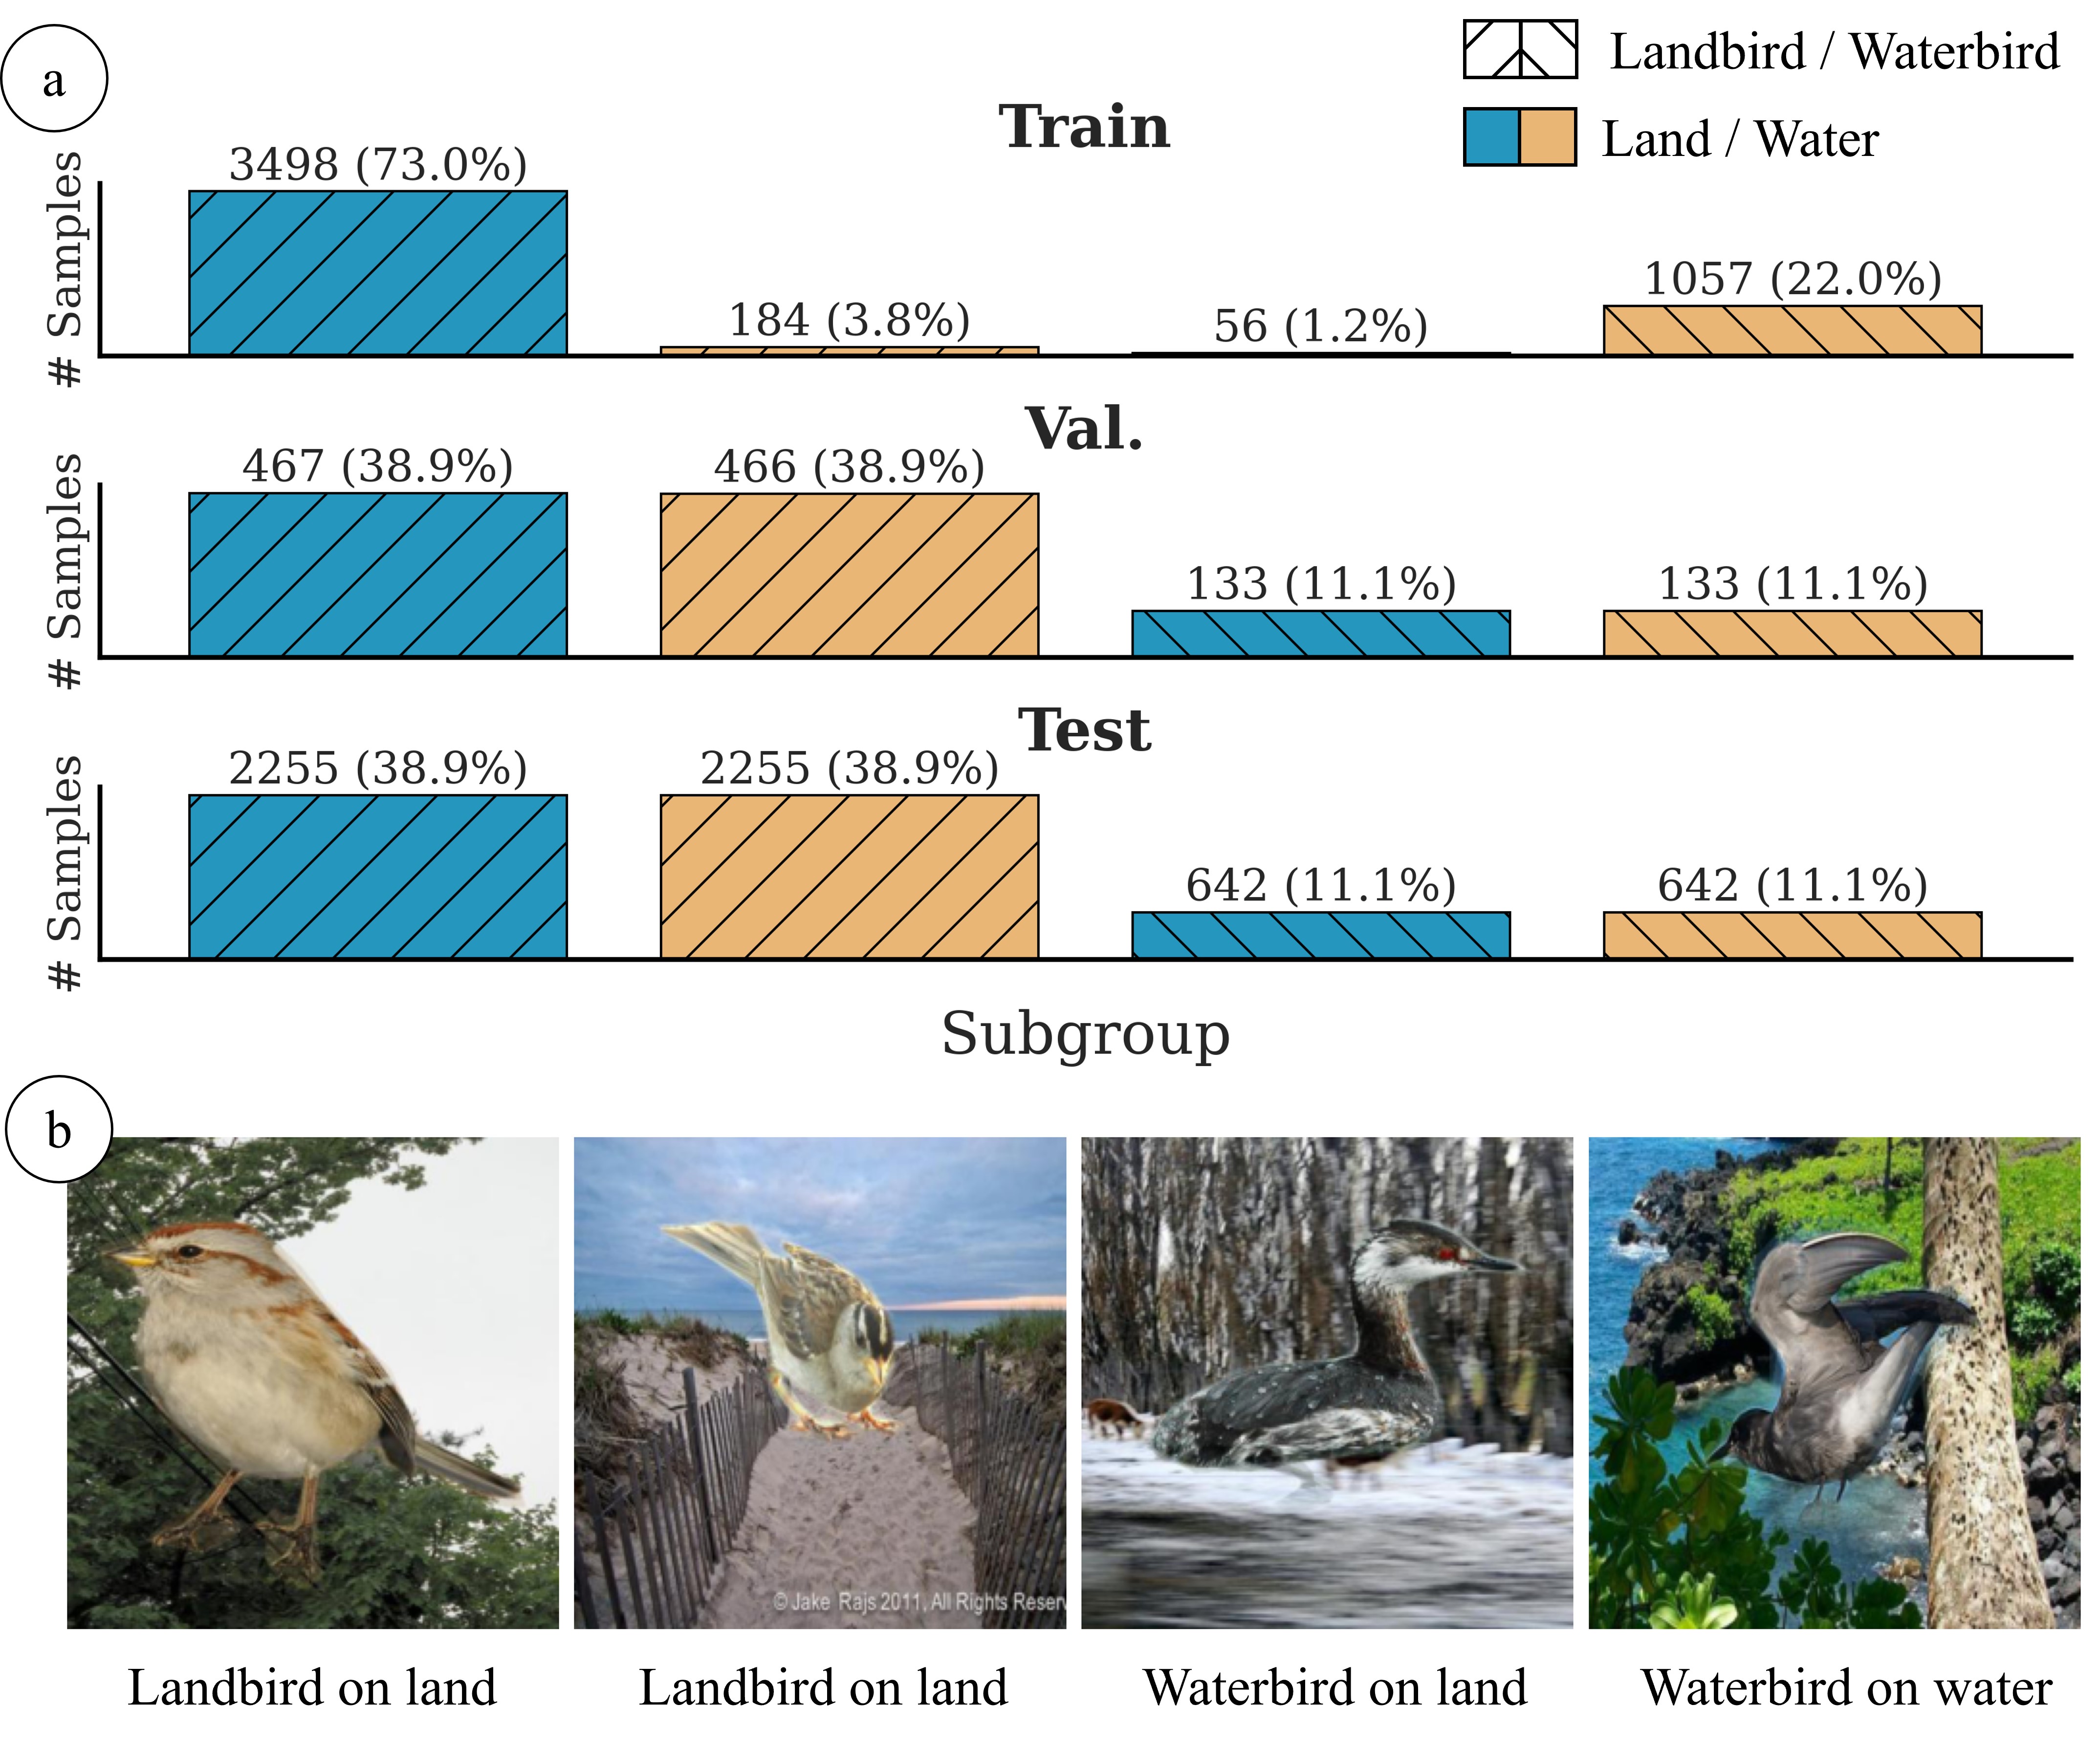 a
Landbird / Waterbird
Land / Water
Train
# Samples
3498 (73.0%)
184 (3.8%)
56 (1.2%)
1057 (22.0%)
Val.
# Samples
467 (38.9%)
466 (38.9%)
133 (11.1%)
133 (11.1%)
Test
# Samples
2255 (38.9%)
2255 (38.9%)
642 (11.1%)
642 (11.1%)
Subgroup
b
© Jake Rajs 2011, All Rights Reserv
Landbird on land
Landbird on land
Waterbird on land
Waterbird on water